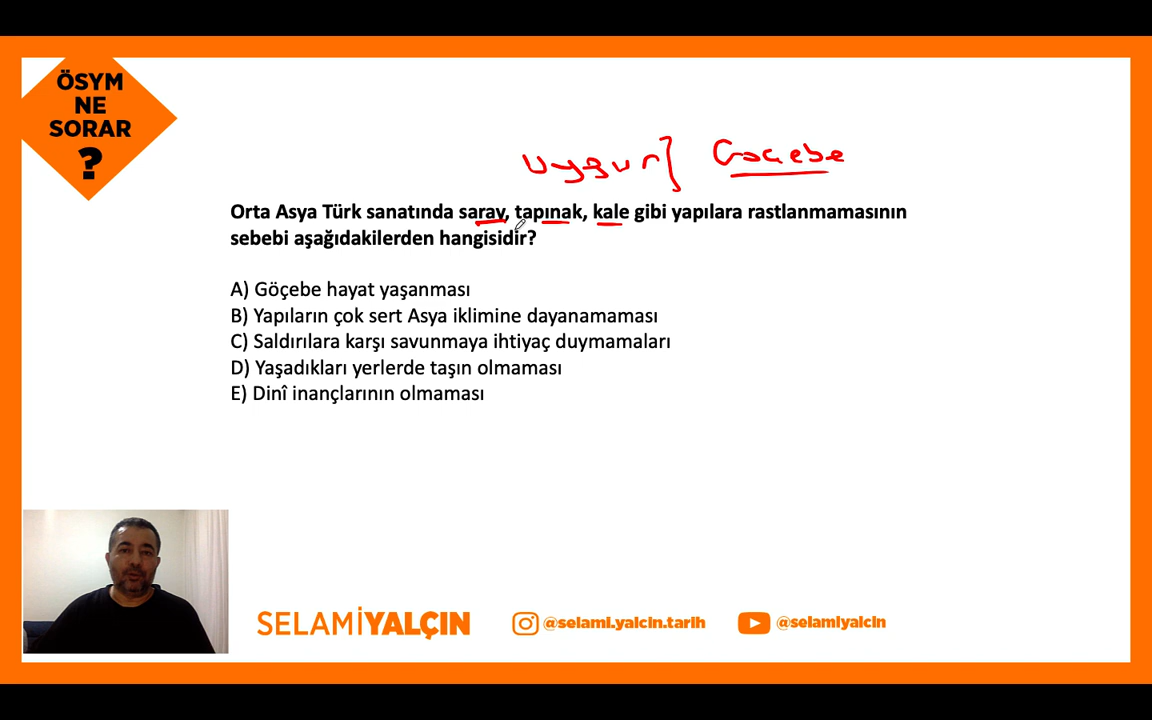 ÖSYM
NE
SORAR
?
Uygur} Göçebe
Orta Asya Türk sanatında saray, tapınak, kale gibi yapılara rastlanmamasının
sebebi aşağıdakilerden hangisidir?
A) Göçebe hayat yaşanması
B) Yapıların çok sert Asya iklimine dayanamaması
C) Saldırılara karşı savunmaya ihtiyaç duymamaları
D) Yaşadıkları yerlerde taşın olmaması
E) Dinî inançlarının olmaması
SELAMİYALÇIN @selami.yalcin.tarih @selamiyalcin